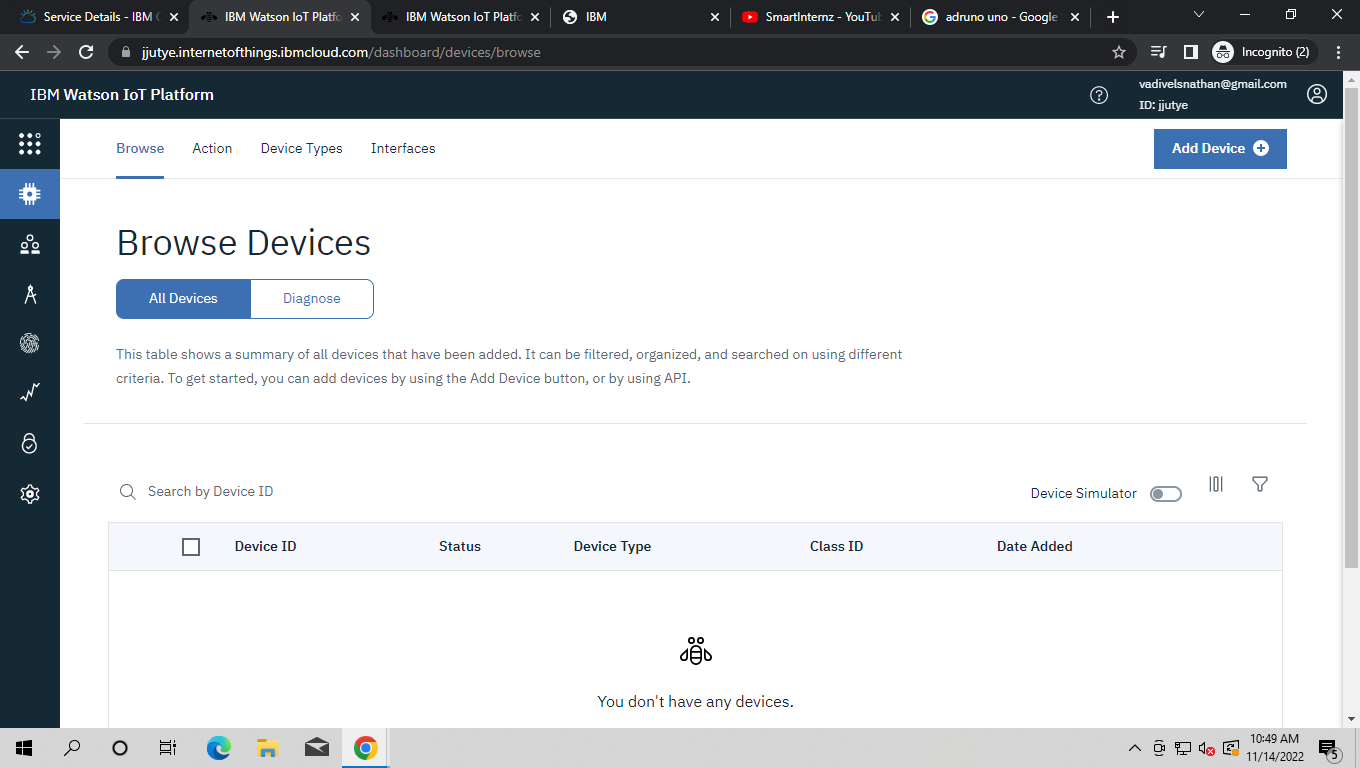 Service Details - IBM
IBM Watson IoT Platfo
IBM Watson IoT Platfo
IBM
SmartInternz - YouTu
adruno uno - Google
jjutye.internetofthings.ibmcloud.com/dashboard/devices/browse
Incognito (2)
IBM Watson IoT Platform
vadivelsnathan@gmail.com
ID: jjutye
Browse
Action
Device Types
Interfaces
Add Device
Browse Devices
All Devices
Diagnose
This table shows a summary of all devices that have been added. It can be filtered, organized, and searched on using different
criteria. To get started, you can add devices by using the Add Device button, or by using API.
Search by Device ID
Device Simulator
Device ID
Status
Device Type
Class ID
Date Added
You don't have any devices.
10:49 AM
11/14/2022
5